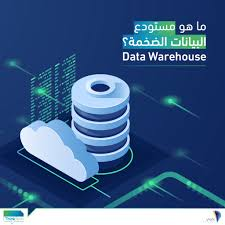 ما هو مستودع
البيانات الضخمة؟
Data Warehouse